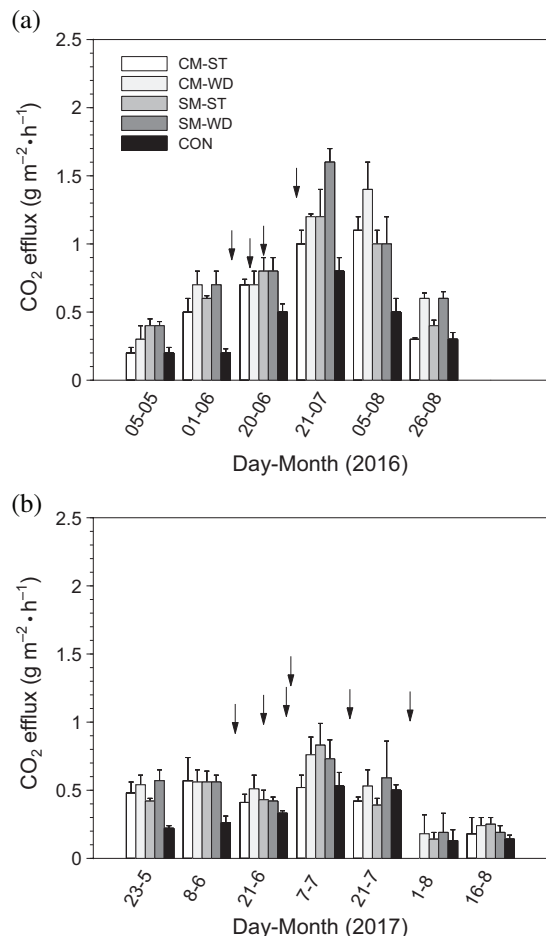 (a)
2.5
2
1.5
1
0.5
0
CO₂ efflux (g m⁻²•h⁻¹)
CM-ST
CM-WD
SM-ST
SM-WD
CON
05-05
01-06
20-06
21-07
05-08
26-08
Day-Month (2016)
(b)
2.5
2
1.5
1
0.5
0
CO₂ efflux (g m⁻²•h⁻¹)
23-5
8-6
21-6
7-7
21-7
1-8
16-8
Day-Month (2017)